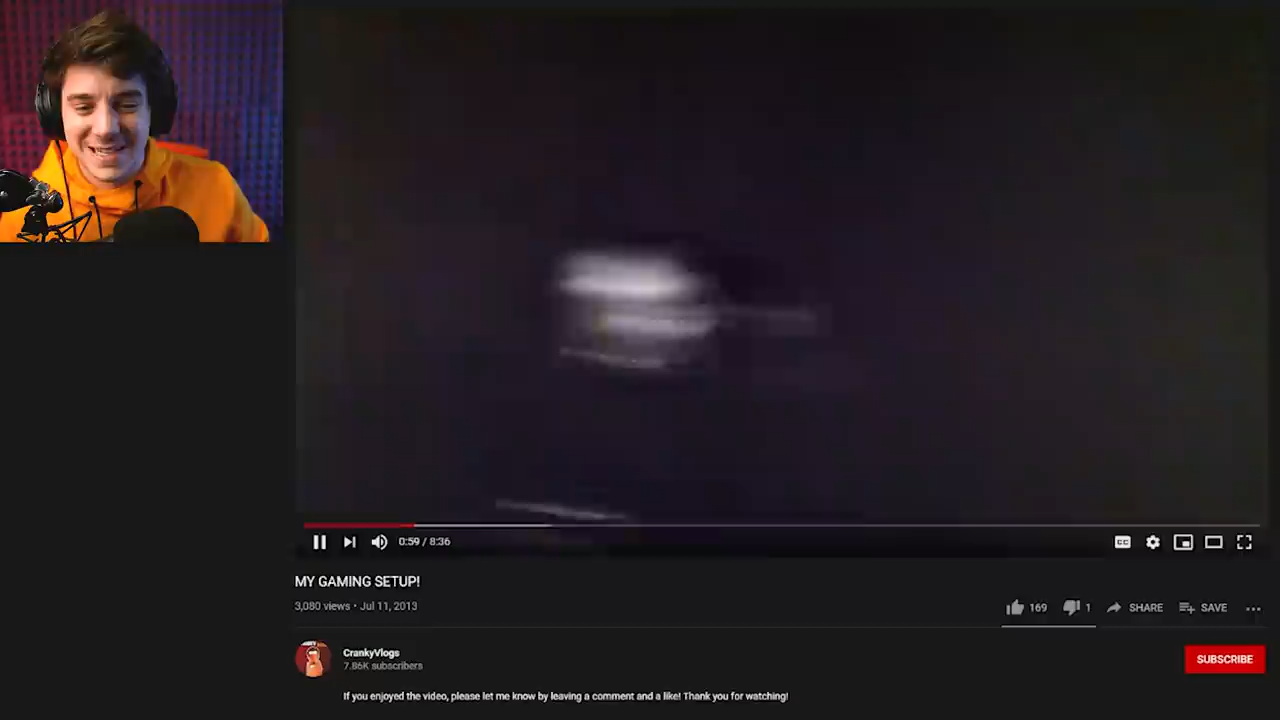 0:59 / 8:36
MY GAMING SETUP!
3,080 views • Jul 11, 2013
169
1
SHARE
SAVE
CrankyVlogs
7.86K subscribers
SUBSCRIBE
If you enjoyed the video, please let me know by leaving a comment and a like! Thank you for watching!